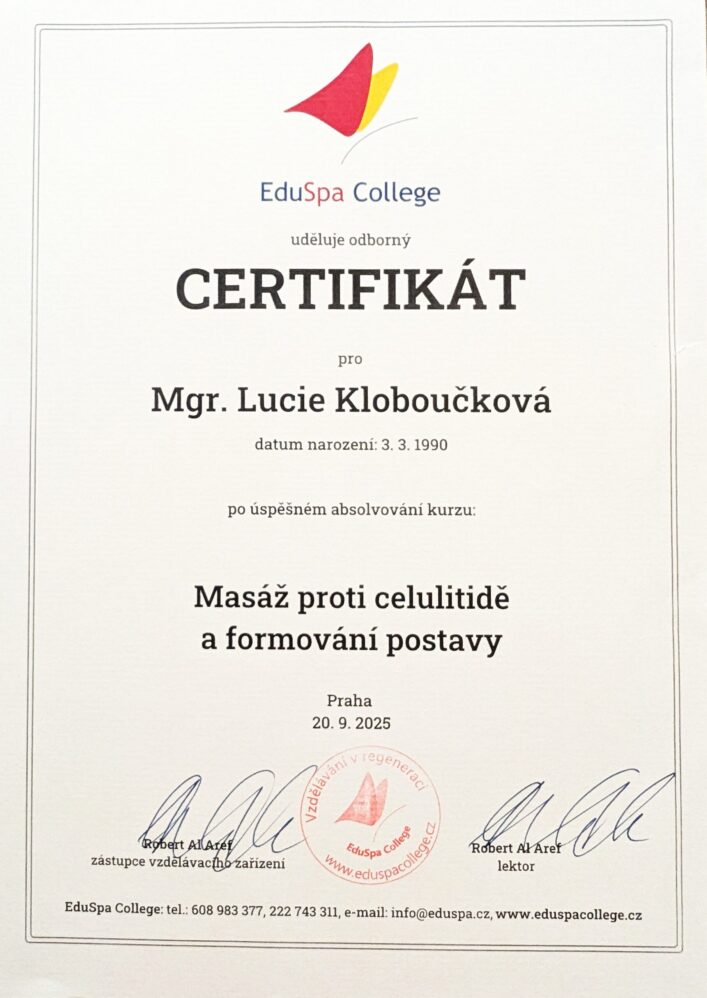 EduSpa College
uděluje odborný
CERTIFIKÁT
pro
Mgr. Lucie Kloboučková
datum narození: 3. 3. 1990
po úspěšném absolvování kurzu:
Masáž proti celulitidě
a formování postavy
Praha
20. 9. 2025
Vzdělávání v regeneraci
EduSpa College
www.eduspacollege.cz
Robert Al Aref
zástupce vzdělávacího zařízení
Robert Al Aref
lektor
EduSpa College: tel.: 608 983 377, 222 743 311, e-mail: info@eduspa.cz, www.eduspacollege.cz